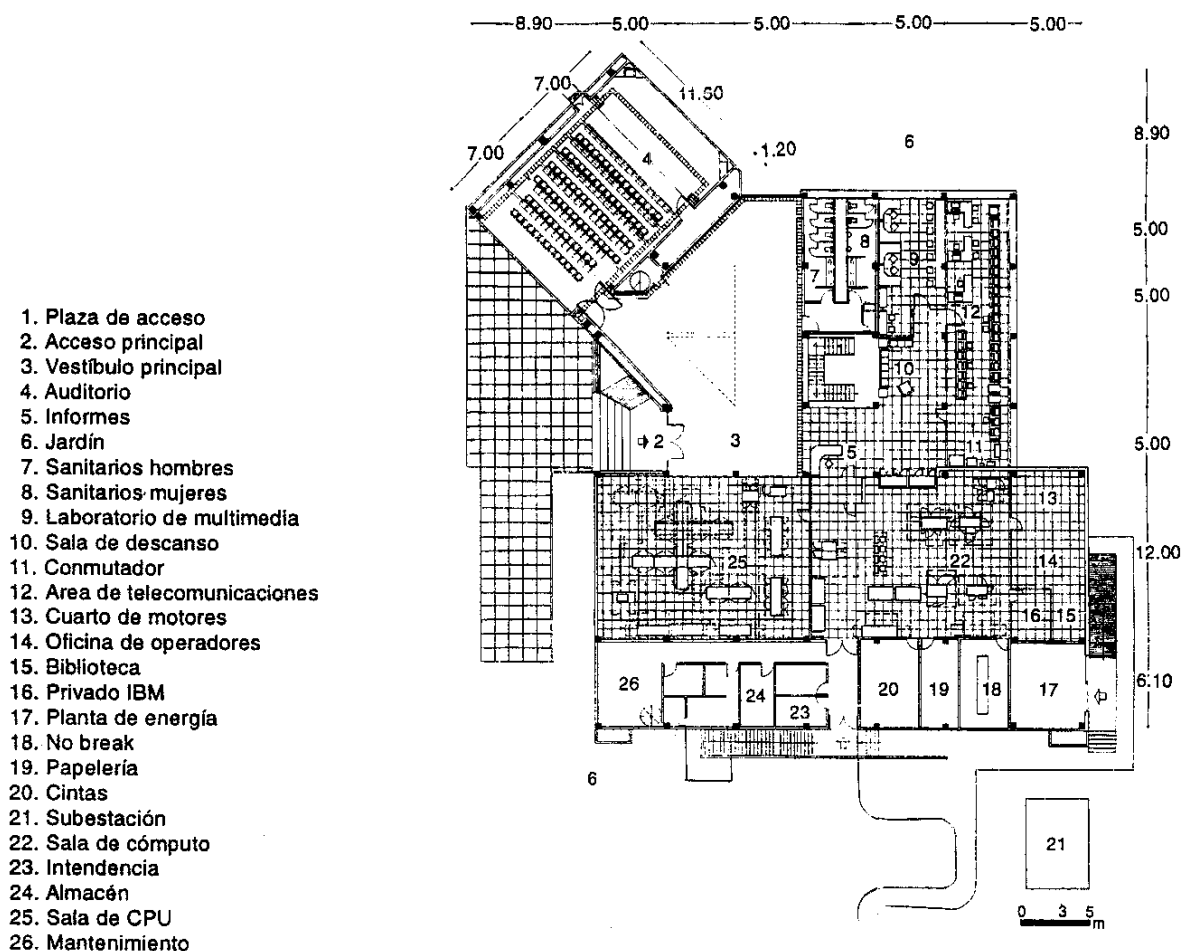 8.90 5.00 5.00 5.00 5.00
7.00
11.50
7.00
4
1.20
6
8.90
5.00
5.00
5.00
12.00
6.10
8
7
9
12
10
2
3
5
11
13
25
22
14
16
15
26
24
23
20
19
18
17
6
21
0 3 5
m
1. Plaza de acceso
2. Acceso principal
3. Vestíbulo principal
4. Auditorio
5. Informes
6. Jardín
7. Sanitarios hombres
8. Sanitarios mujeres
9. Laboratorio de multimedia
10. Sala de descanso
11. Conmutador
12. Area de telecomunicaciones
13. Cuarto de motores
14. Oficina de operadores
15. Biblioteca
16. Privado IBM
17. Planta de energía
18. No break
19. Papelería
20. Cintas
21. Subestación
22. Sala de cómputo
23. Intendencia
24. Almacén
25. Sala de CPU
26. Mantenimiento